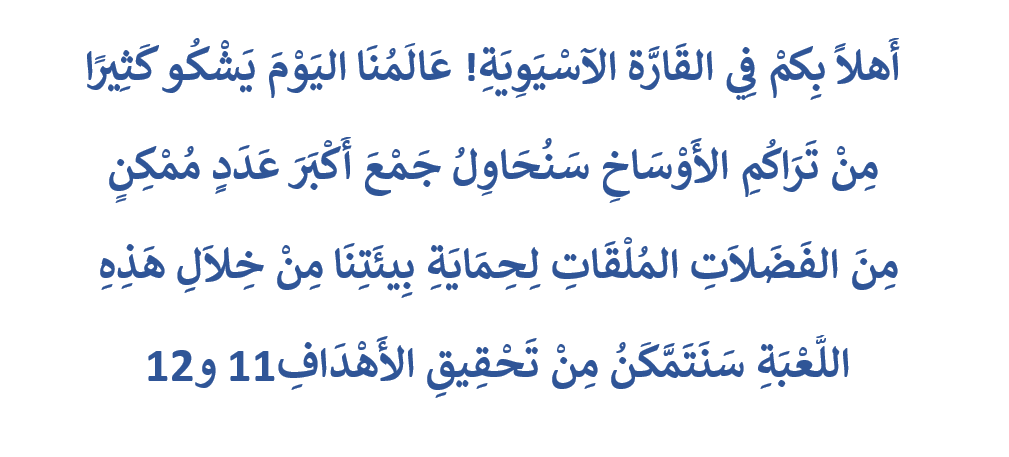 أَهلاً بِكمْ فِي القَارَّة الآسْيَوِيَةِ! عَالَمُنَا اليَوْمَ يَشْكُو كَثِيرًا
مِنْ تَرَاكُمِ الأَوْسَاخِ سَنُحَاوِلُ جَمْعَ أَكْبَرَ عَدَدٍ مُمْكِنٍ
مِنَ الفَضَلاَتِ المُلْقَاتِ لِحِمَايَةِ بِيئَتِنَا مِنْ خِلاَلِ هَذِهِ
اللَّعْبَةِ سَنَتَمَّكَنُ مِنْ تَحْقِيقِ الأَهْدَافِ11 و12